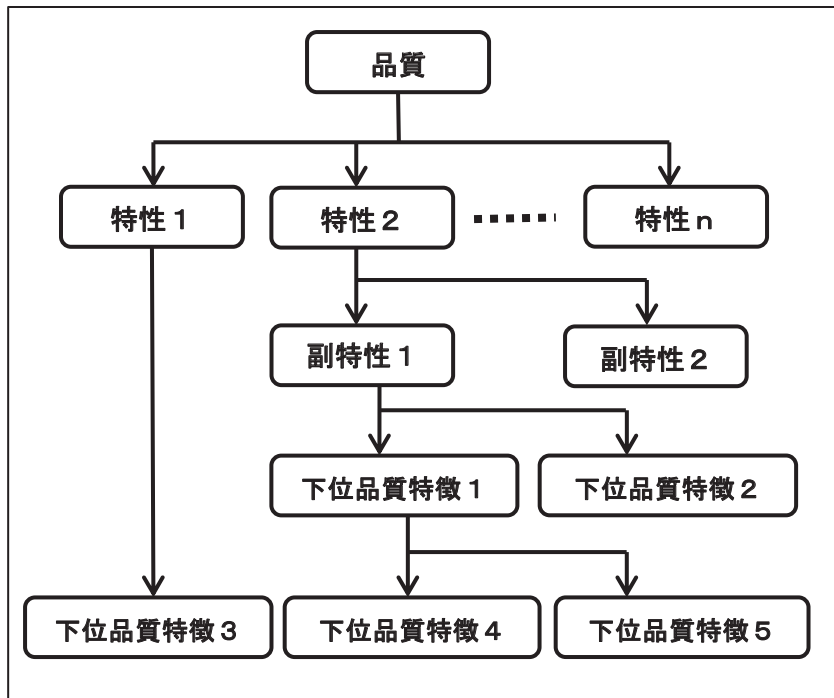 品質
特性１
特性２
特性ｎ
副特性１
副特性２
下位品質特徴１
下位品質特徴２
下位品質特徴３
下位品質特徴４
下位品質特徴５